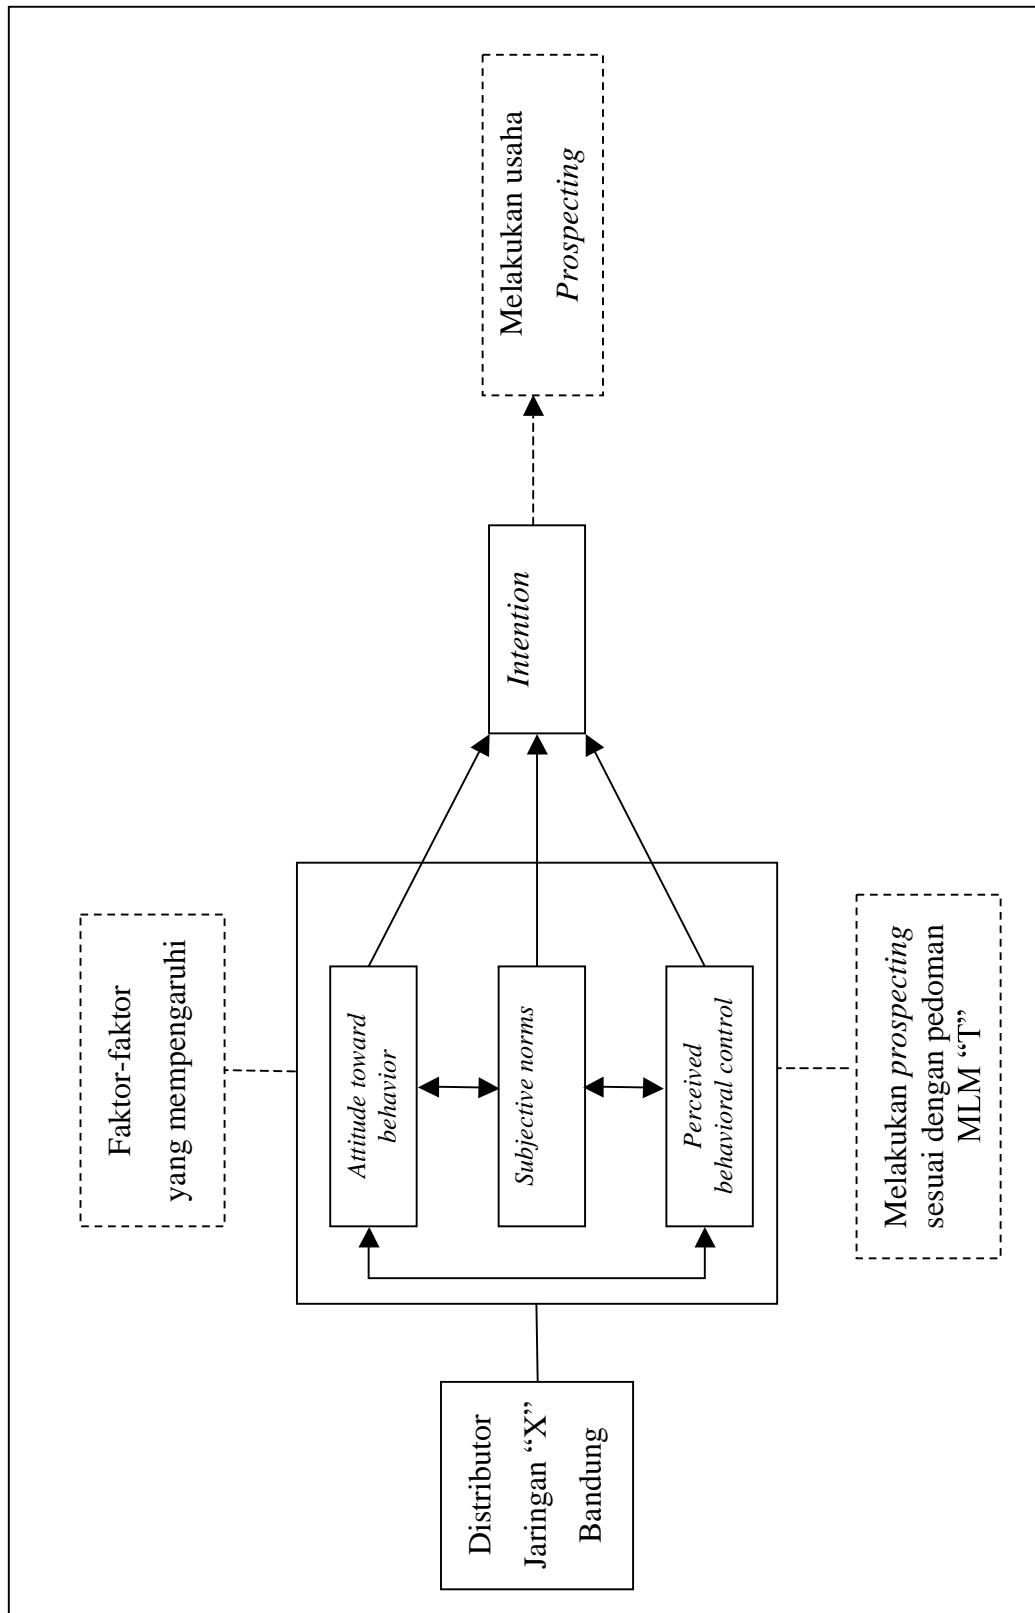 Faktor-faktor
yang mempengaruhi
Distributor
Jaringan “X”
Bandung
Attitude toward
behavior
Subjective norms
Perceived
behavioral control
Intention
Melakukan usaha
Prospecting
Melakukan prospecting
sesuai dengan pedoman
MLM “T”